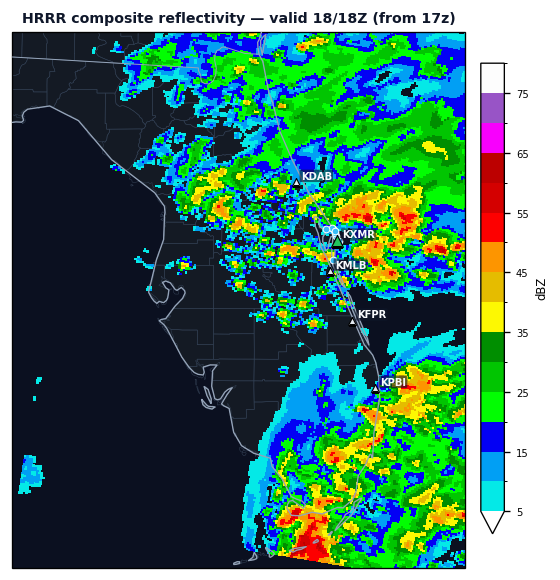 HRRR composite reflectivity — valid 18/18Z (from 17z)
KDAB
KXMR
KMLB
KFPR
KPBI
75
65
55
45
35
25
15
5
dBZ